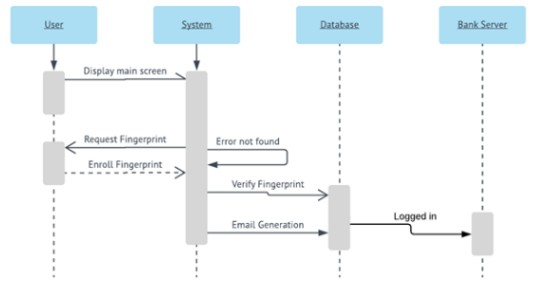 User
System
Database
Bank Server
Display main screen
Request Fingerprint
Error not found
Enroll Fingerprint
Verify Fingerprint
Logged in
Email Generation